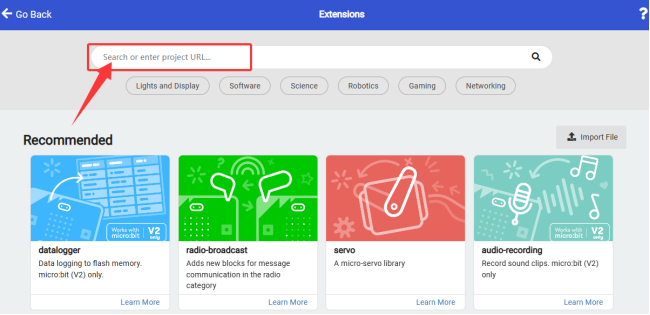 Go Back
Extensions
?
Search or enter project URL...
Lights and Display
Software
Science
Robotics
Gaming
Networking
Recommended
Import File
Works with micro:bit V2 only
Works with micro:bit V2 only
datalogger
Data logging to flash memory.
micro:bit (V2) only.
Learn More
radio-broadcast
Adds new blocks for message
communication in the radio
category
Learn More
servo
A micro-servo library
Learn More
audio-recording
Record sound clips. micro:bit (V2)
only
Learn More